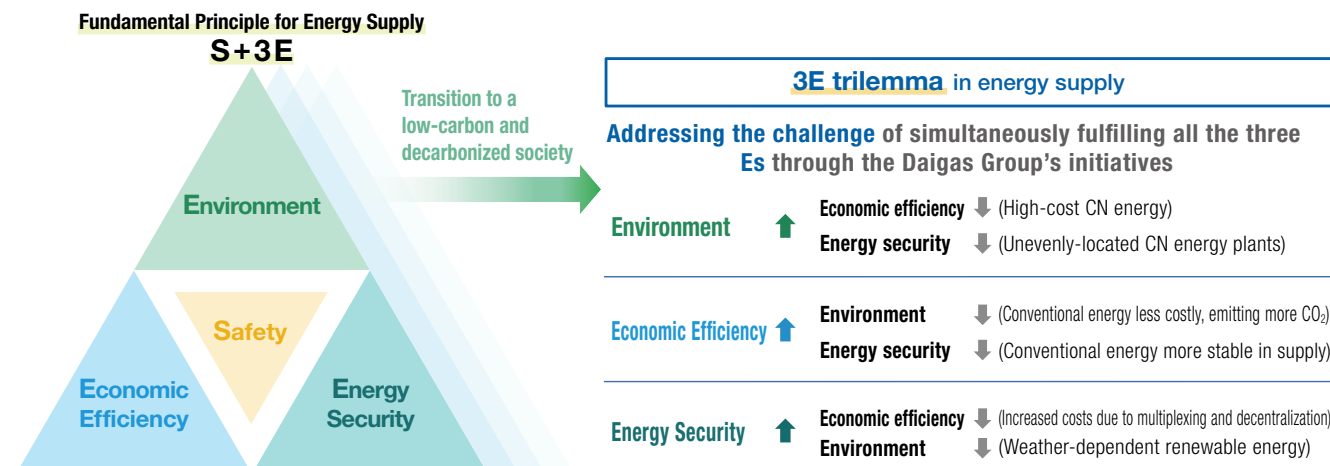 Fundamental Principle for Energy Supply
S+3E
Transition to a
low-carbon and
decarbonized society
Environment
Safety
Economic
Efficiency
Energy
Security
3E trilemma in energy supply
Addressing the challenge of simultaneously fulfilling all the three
Es through the Daigas Group's initiatives
Environment
Economic efficiency (High-cost CN energy)
Energy security (Unevenly-located CN energy plants)
Economic Efficiency
Environment (Conventional energy less costly, emitting more CO₂)
Energy security (Conventional energy more stable in supply)
Energy Security
Economic efficiency (Increased costs due to multiplexing and decentralization)
Environment (Weather-dependent renewable energy)